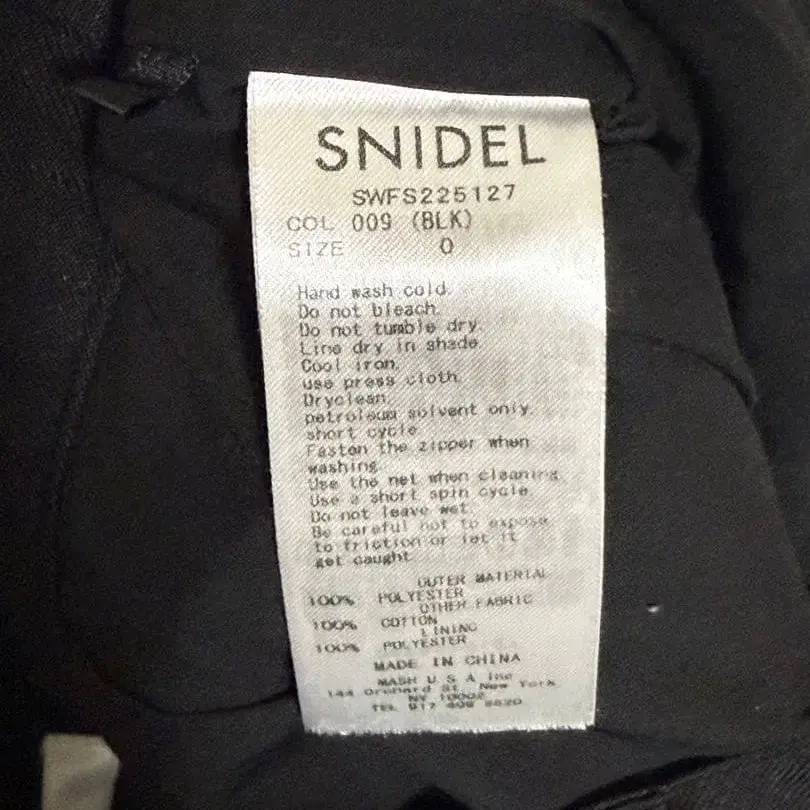 SNIDEL
SWFS225127
COL 009 (BLK)
SIZE 0
Hand wash cold.
Do not bleach.
Do not tumble dry.
Line dry in shade.
Cool iron.
use press cloth.
Dryclean.
petroleum solvent only.
short cycle.
Fasten the zipper when
washing.
Use the net when cleaning.
Use a short spin cycle.
Do not leave wet.
Be careful not to expose
to friction or let it
get caught.
OUTER MATERIAL
100% POLYESTER
OTHER FABRIC
100% COTTON
LINING
100% POLYESTER
MADE IN CHINA
MASH U.S.A Inc
144 Orchard St. New York
NY 10002
TEL 917